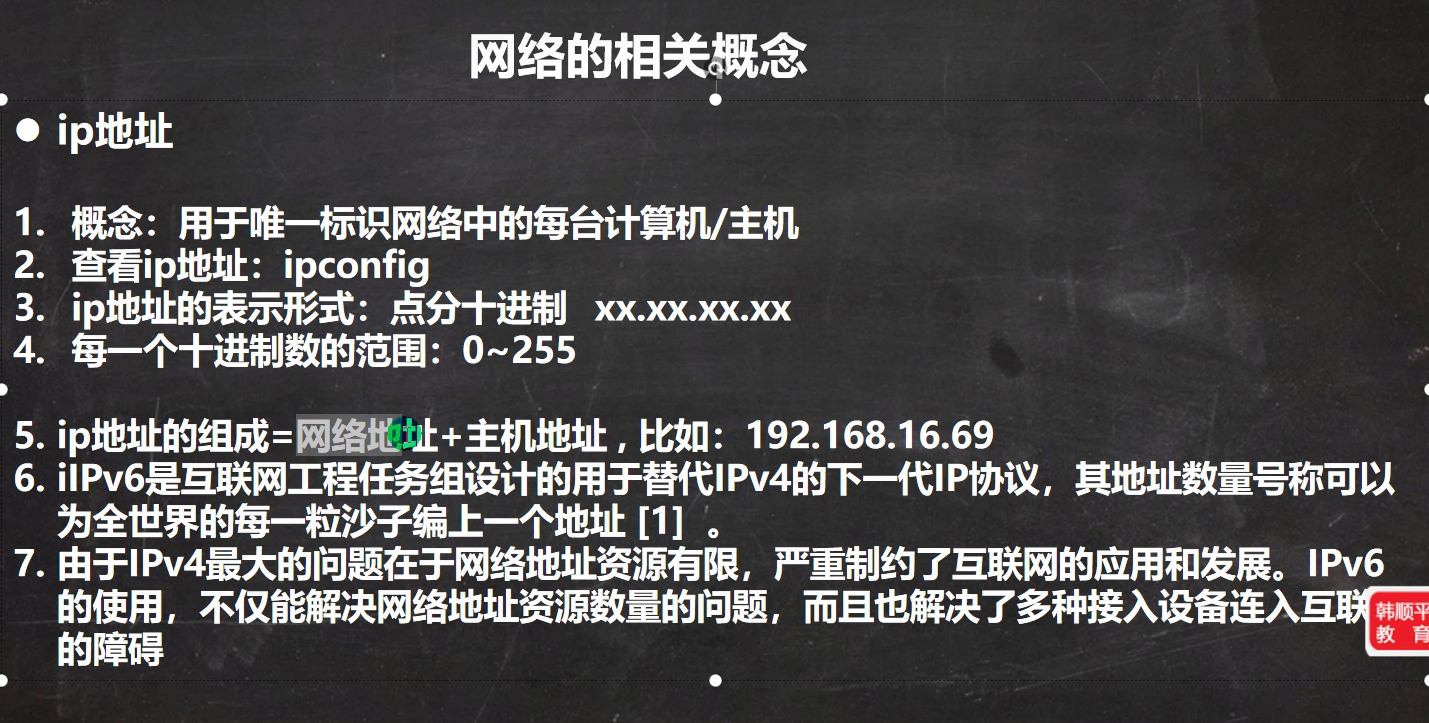 网络的相关概念
● ip地址
1. 概念：用于唯一标识网络中的每台计算机/主机
2. 查看ip地址：ipconfig
3. ip地址的表示形式：点分十进制 xx.xx.xx.xx
4. 每一个十进制数的范围：0~255
5. ip地址的组成=网络地址+主机地址 , 比如：192.168.16.69
6. iIPv6是互联网工程任务组设计的用于替代IPv4的下一代IP协议，其地址数量号称可以
为全世界的每一粒沙子编上一个地址 [1] 。
7. 由于IPv4最大的问题在于网络地址资源有限，严重制约了互联网的应用和发展。IPv6
的使用，不仅能解决网络地址资源数量的问题，而且也解决了多种接入设备连入互联
的障碍
韩顺平
教 育